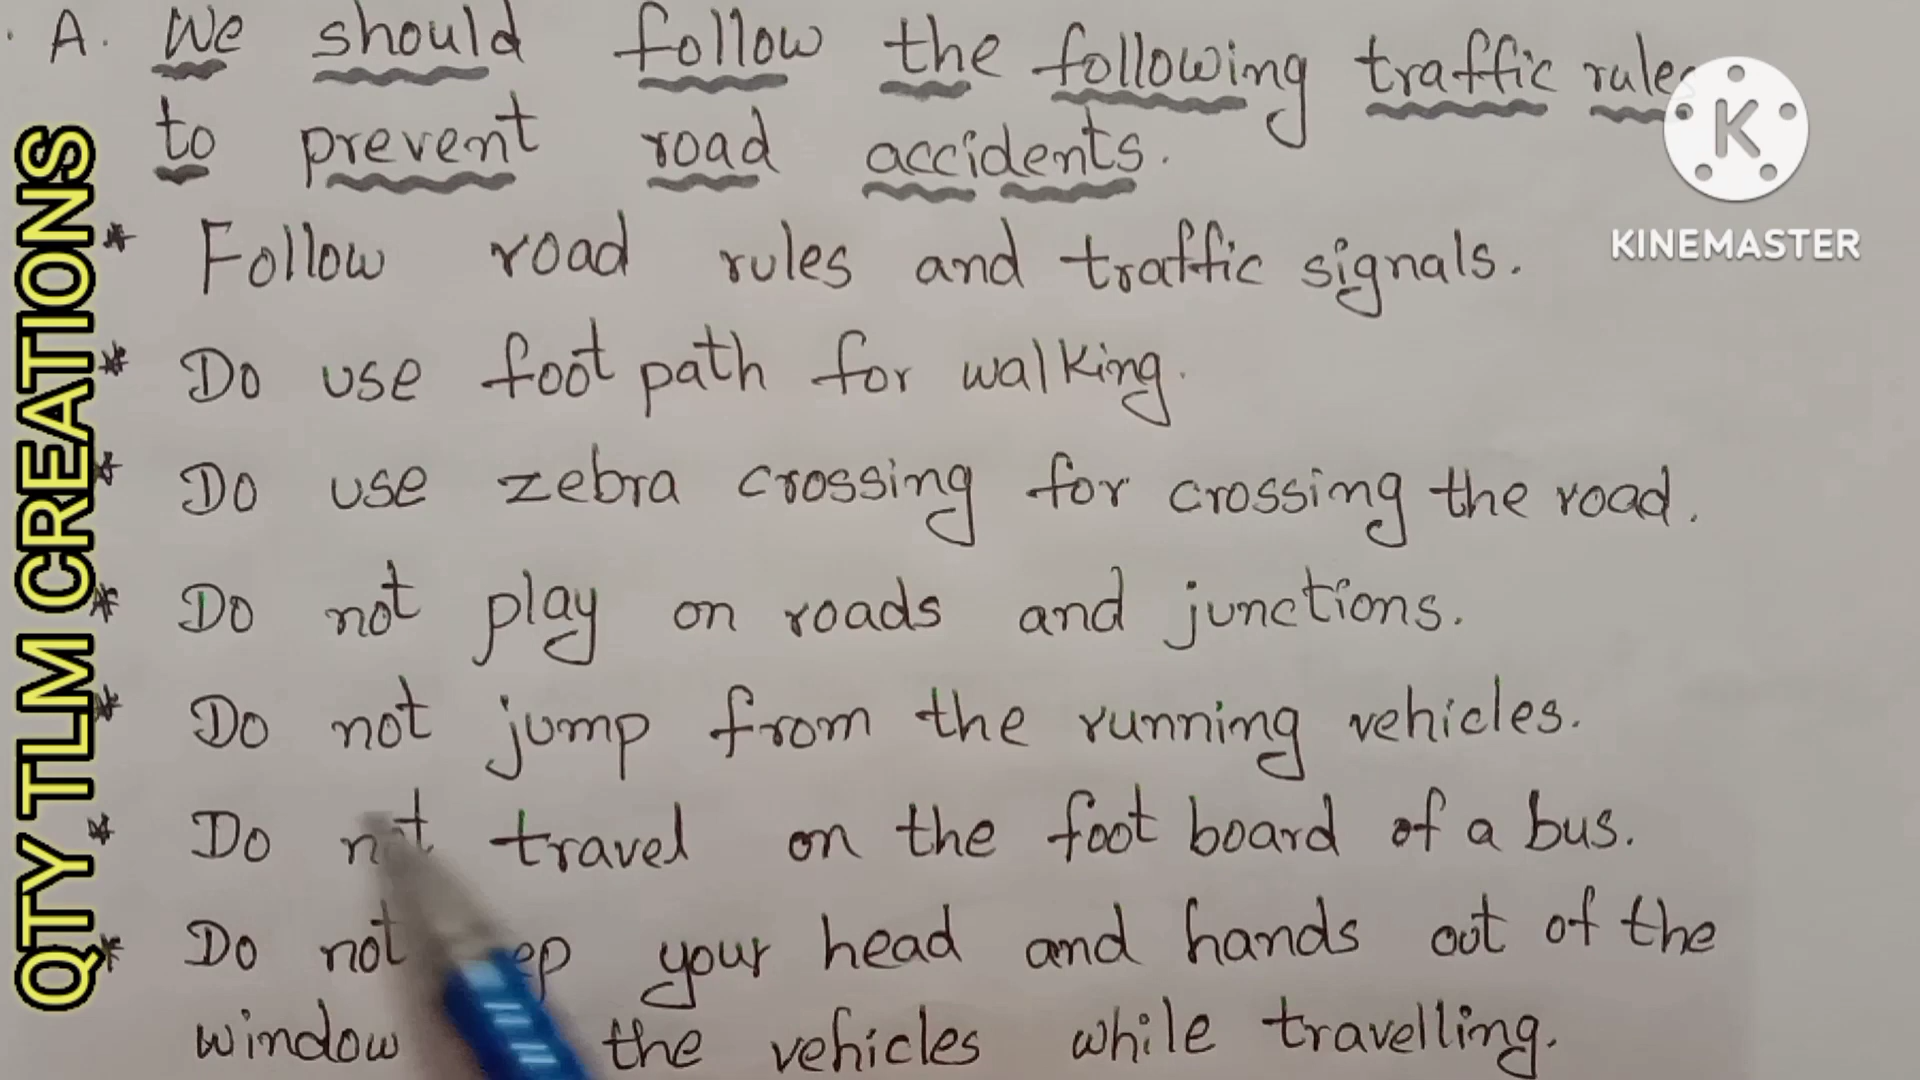 A. We should follow the following traffic rules
to prevent road accidents.
* Follow road rules and traffic signals.
* Do use foot path for walking.
* Do use zebra crossing for crossing the road.
* Do not play on roads and junctions.
* Do not jump from the running vehicles.
* Do not travel on the foot board of a bus.
* Do not your head and hands out of the
window the vehicles while travelling.
QTY TLM CREATIONS
K
KINEMASTER